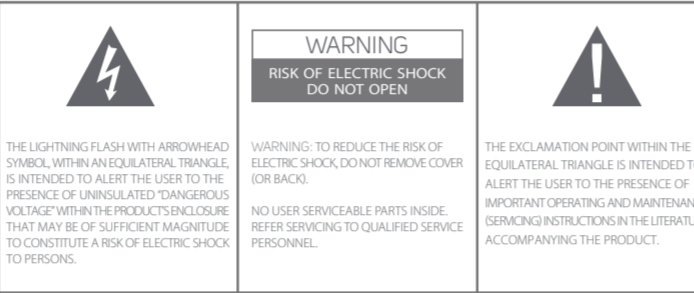 THE LIGHTNING FLASH WITH ARROWHEAD
SYMBOL, WITHIN AN EQUILATERAL TRIANGLE,
IS INTENDED TO ALERT THE USER TO THE
PRESENCE OF UNINSULATED "DANGEROUS
VOLTAGE" WITHIN THE PRODUCT'S ENCLOSURE
THAT MAY BE OF SUFFICIENT MAGNITUDE
TO CONSTITUTE A RISK OF ELECTRIC SHOCK
TO PERSONS.
WARNING
RISK OF ELECTRIC SHOCK
DO NOT OPEN
WARNING: TO REDUCE THE RISK OF
ELECTRIC SHOCK, DO NOT REMOVE COVER
(OR BACK).
NO USER SERVICEABLE PARTS INSIDE.
REFER SERVICING TO QUALIFIED SERVICE
PERSONNEL.
!
THE EXCLAMATION POINT WITHIN THE
EQUILATERAL TRIANGLE IS INTENDED
ALERT THE USER TO THE PRESENCE OF
IMPORTANT OPERATING AND
(SERVICING) INSTRUCTIONS IN THE
ACCOMPANYING THE PRODUCT.